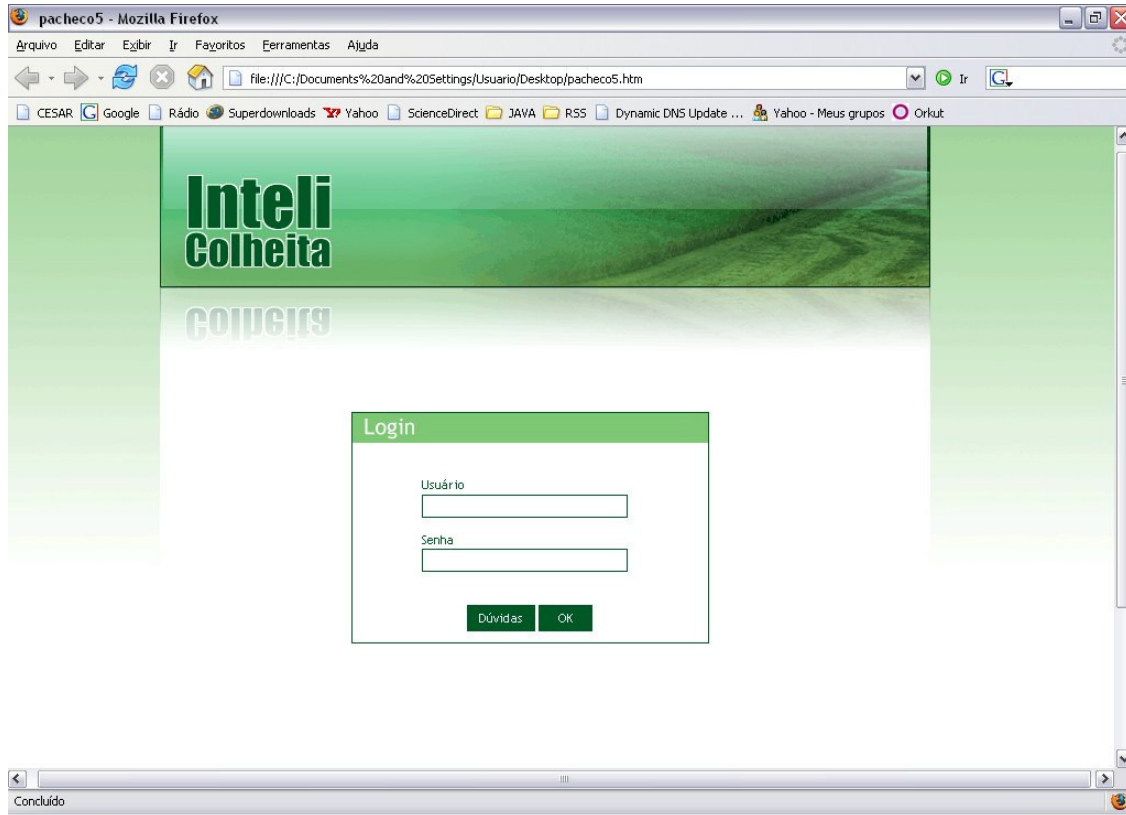 pacheco5 - Mozilla Firefox
Arquivo Editar Exibir Ir Favoritos Ferramentas Ajuda
file:///C:/Documents%20and%20Settings/Usuario/Desktop/pacheco5.htm Ir G
CESAR G Google Rádio Superdownloads Y? Yahoo ScienceDirect JAVA RSS Dynamic DNS Update ... Yahoo - Meus grupos Orkut
Inteli
Colheita
Colheita
Login
Usuário
Senha
Dúvidas OK
Concluído